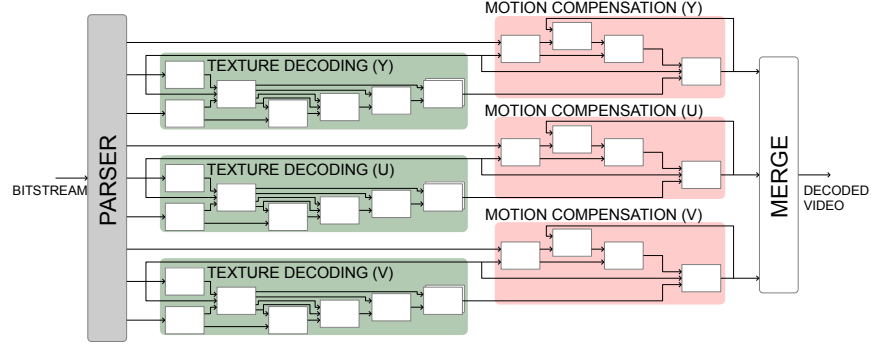 MOTION COMPENSATION (Y)
TEXTURE DECODING (Y)
MOTION COMPENSATION (U)
TEXTURE DECODING (U)
BITSTREAM
PARSER
MERGE
DECODED
VIDEO
MOTION COMPENSATION (V)
TEXTURE DECODING (V)